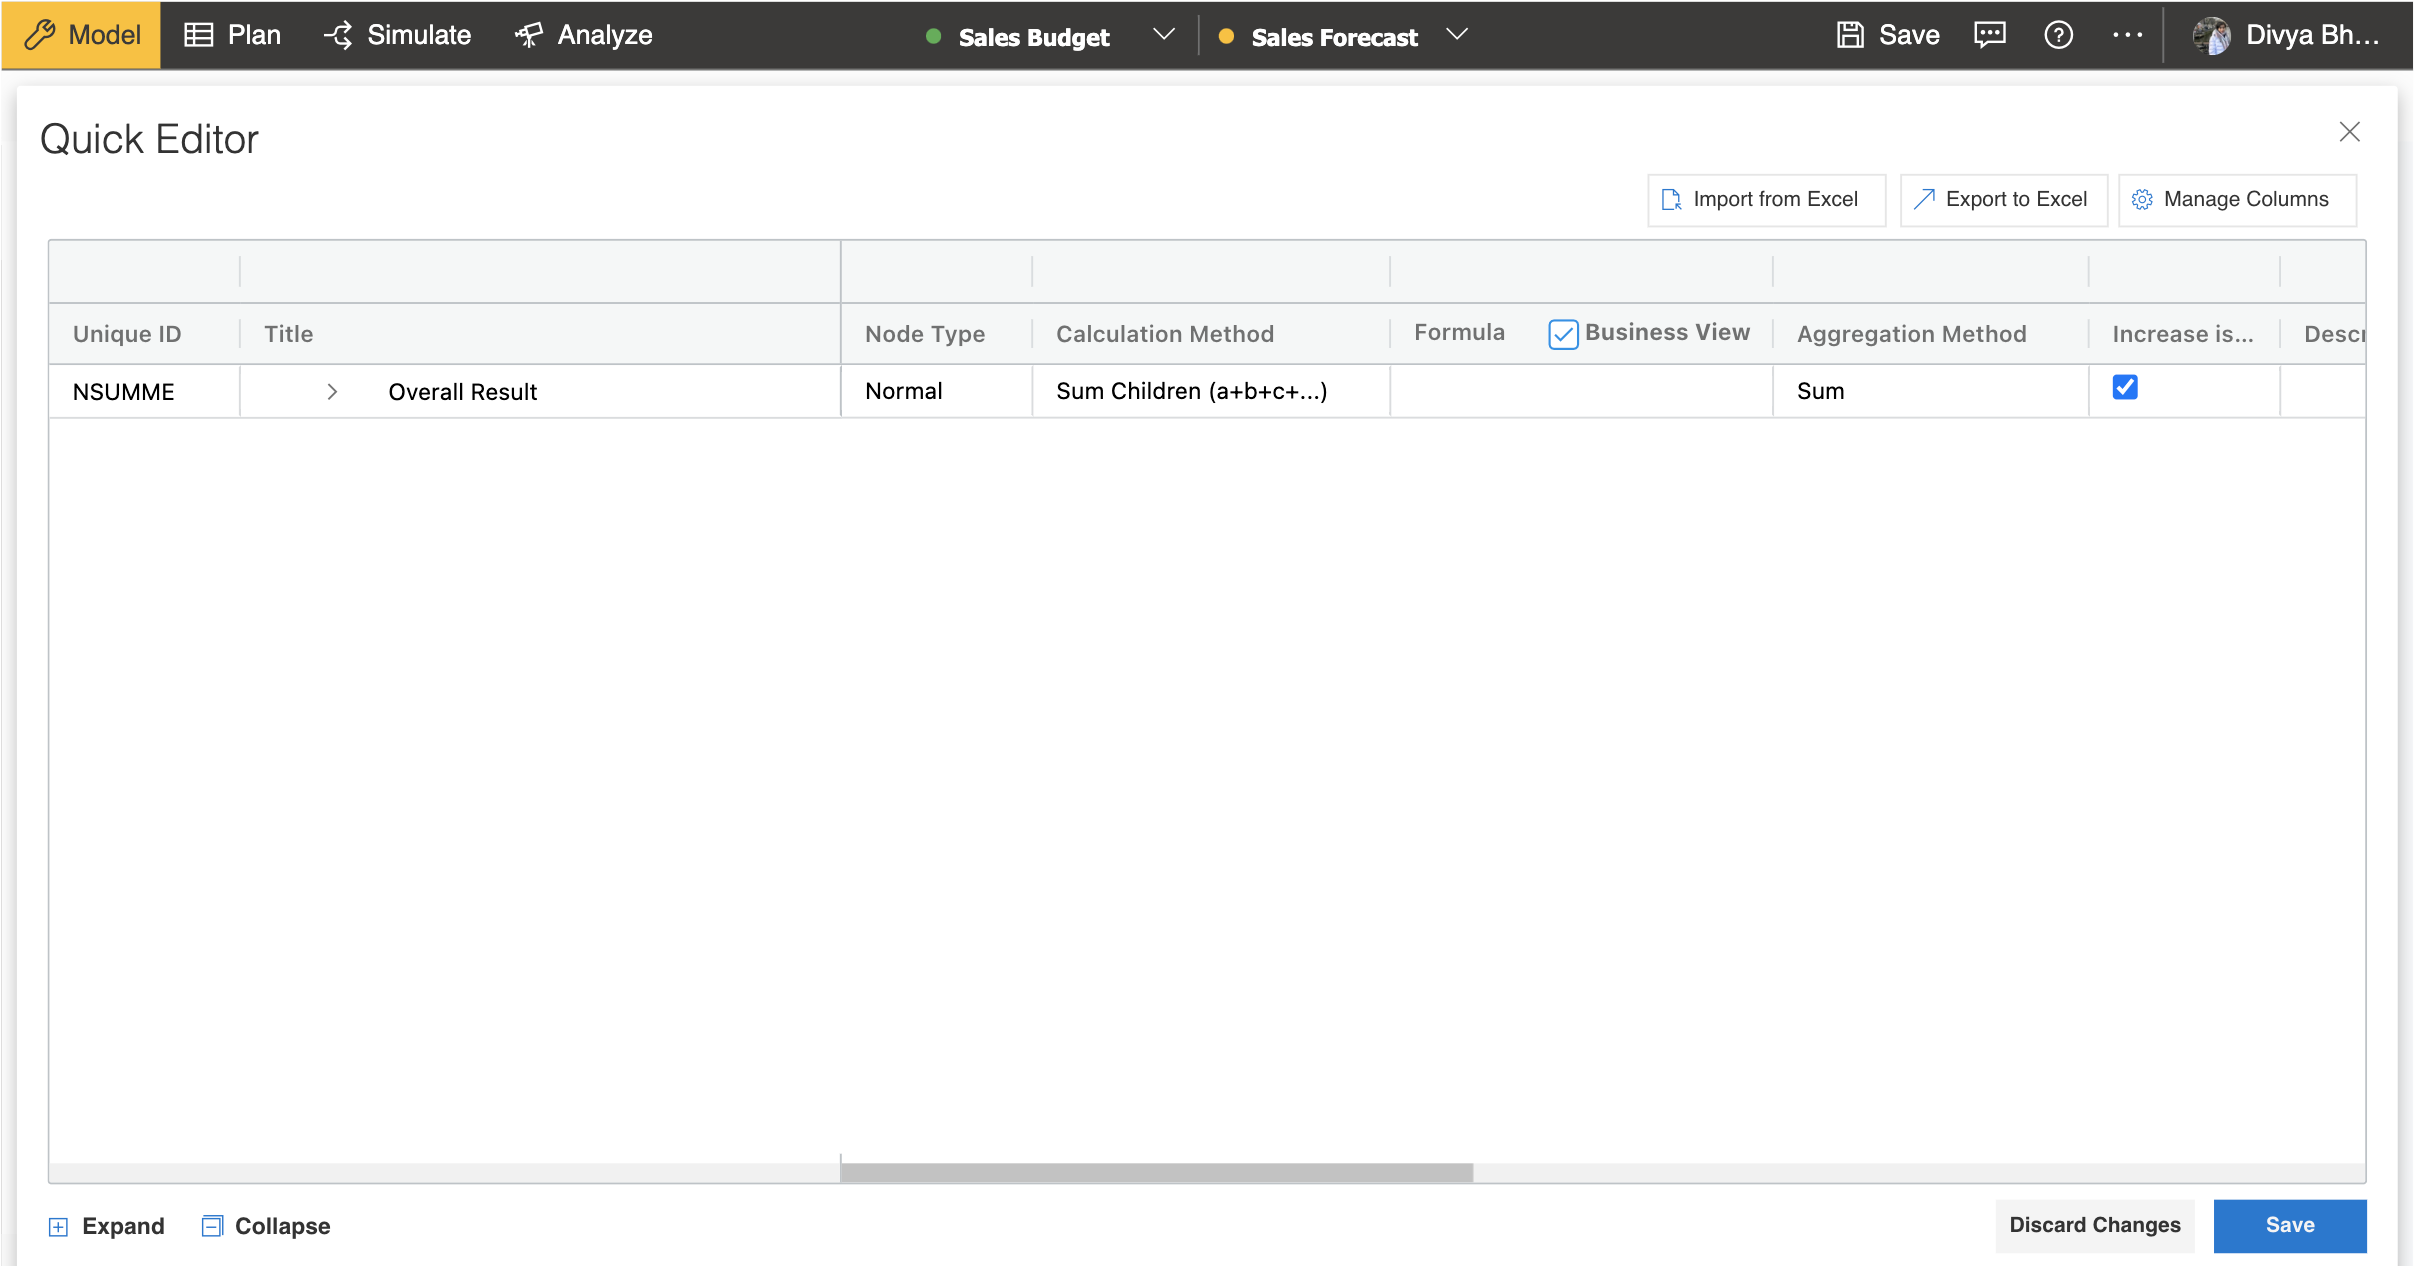 Model Plan Simulate Analyze Sales Budget Sales Forecast Save Divya Bh...
Quick Editor
Import from Excel Export to Excel Manage Columns
Unique ID Title Node Type Calculation Method Formula Business View Aggregation Method Increase is... Descr
NSUMME Overall Result Normal Sum Children (a+b+c+...) Sum
Expand Collapse Discard Changes Save